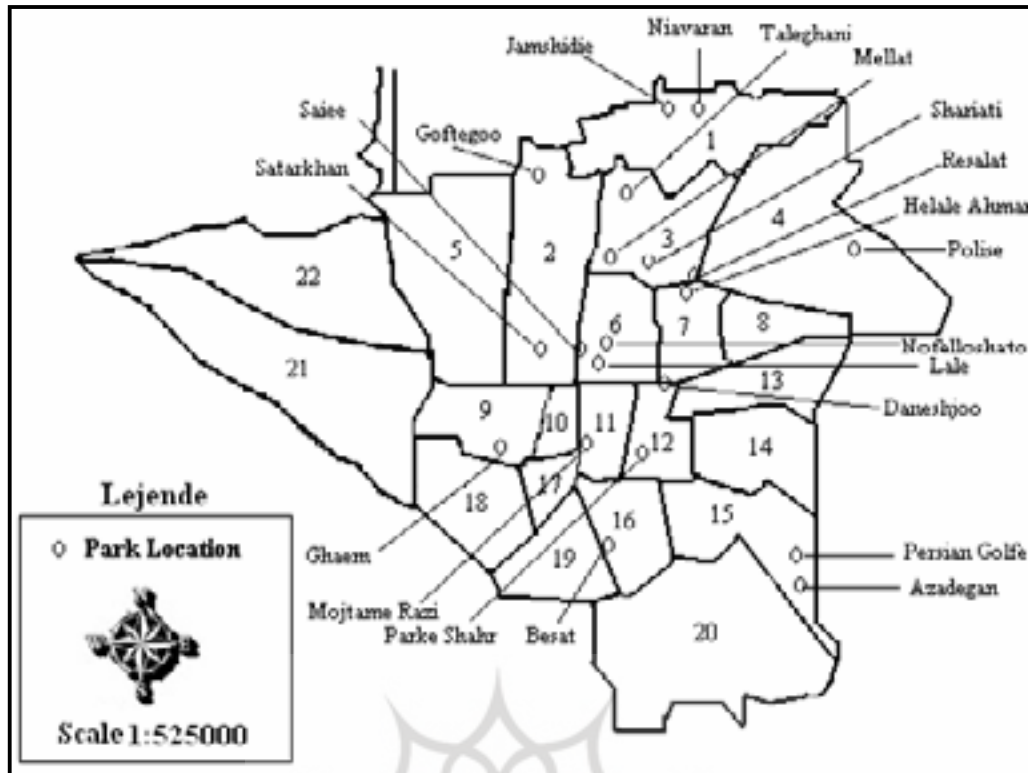 Niavaran
Taleghani
Jamshidie
Mellat
Saiee
Shariati
Goftegoo
1
Satarkhan
Resalat
4
Helale Ahmar
3
5
2
Polise
22
6
7
8
Nofalloshato
21
Lale
13
Daneshjoo
9
10
11
12
14
17
18
15
16
Ghaem
19
Persian Golfe
Azadegan
Mojtame Razi
Parke Shahr
Besat
20
Lejende
Park Location
Scale 1:525000